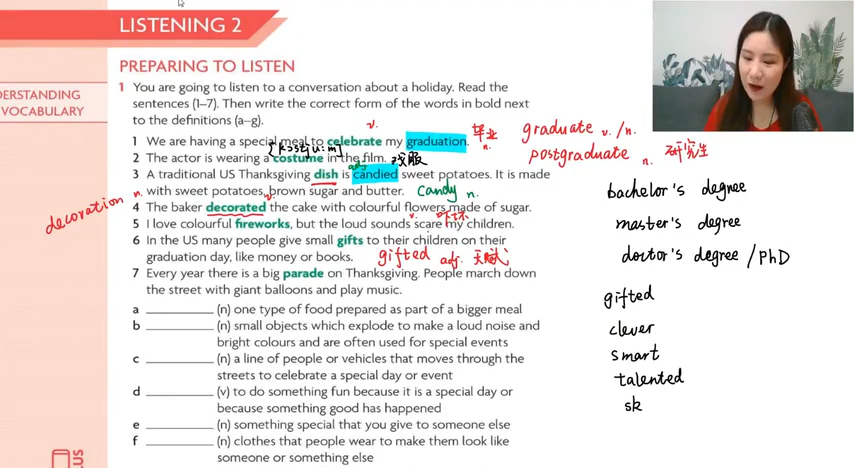 LISTENING 2
PREPARING TO LISTEN
ERSTANDING
VOCABULARY
1 You are going to listen to a conversation about a holiday. Read the
sentences (1–7). Then write the correct form of the words in bold next
to the definitions (a–g).
v.
1 We are having a special meal to celebrate my graduation. 毕业 n.
graduate v. /n.
[kɔstju:m]
2 The actor is wearing a costume in the film. 戏服
postgraduate n. 研究生
adj.
3 A traditional US Thanksgiving dish is candied sweet potatoes. It is made
with sweet potatoes, brown sugar and butter. candy n.
decoration n.
v.
4 The baker decorated the cake with colourful flowers made of sugar.
v. 吓坏
5 I love colourful fireworks, but the loud sounds scare my children.
6 In the US many people give small gifts to their children on their
graduation day, like money or books. gifted adj. 天赋
7 Every year there is a big parade on Thanksgiving. People march down
the street with giant balloons and play music.
bachelor's degree
master's degree
doctor's degree / PhD
gifted
clever
smart
talented
sk
a (n) one type of food prepared as part of a bigger meal
b (n) small objects which explode to make a loud noise and
bright colours and are often used for special events
c (n) a line of people or vehicles that moves through the
streets to celebrate a special day or event
d (v) to do something fun because it is a special day or
because something good has happened
e (n) something special that you give to someone else
f (n) clothes that people wear to make them look like
someone or something else
LUS